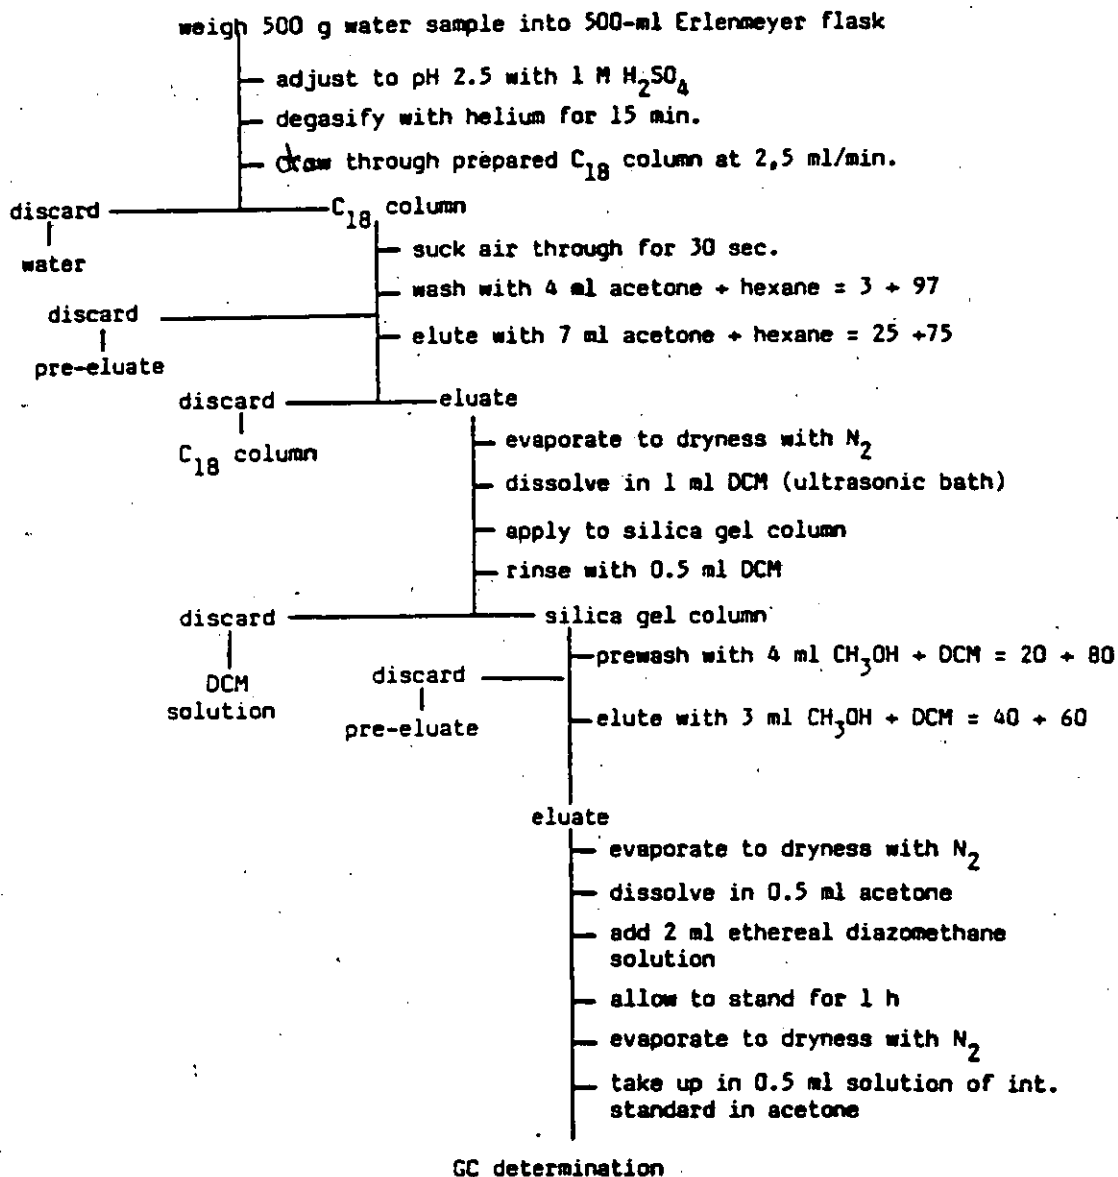 weigh 500 g water sample into 500-ml Erlenmeyer flask
adjust to pH 2.5 with 1 M H₂SO₄
degasify with helium for 15 min.
draw through prepared C₁₈ column at 2,5 ml/min.
discard
C₁₈ column
water
suck air through for 30 sec.
wash with 4 ml acetone + hexane = 3 + 97
discard
elute with 7 ml acetone + hexane = 25 +75
pre-eluate
discard
eluate
C₁₈ column
evaporate to dryness with N₂
dissolve in 1 ml DCM (ultrasonic bath)
apply to silica gel column
rinse with 0.5 ml DCM
discard
silica gel column
prewash with 4 ml CH₃OH + DCM = 20 + 80
DCM
solution
discard
pre-eluate
elute with 3 ml CH₃OH + DCM = 40 + 60
eluate
evaporate to dryness with N₂
dissolve in 0.5 ml acetone
add 2 ml ethereal diazomethane
solution
allow to stand for 1 h
evaporate to dryness with N₂
take up in 0.5 ml solution of int.
standard in acetone
GC determination